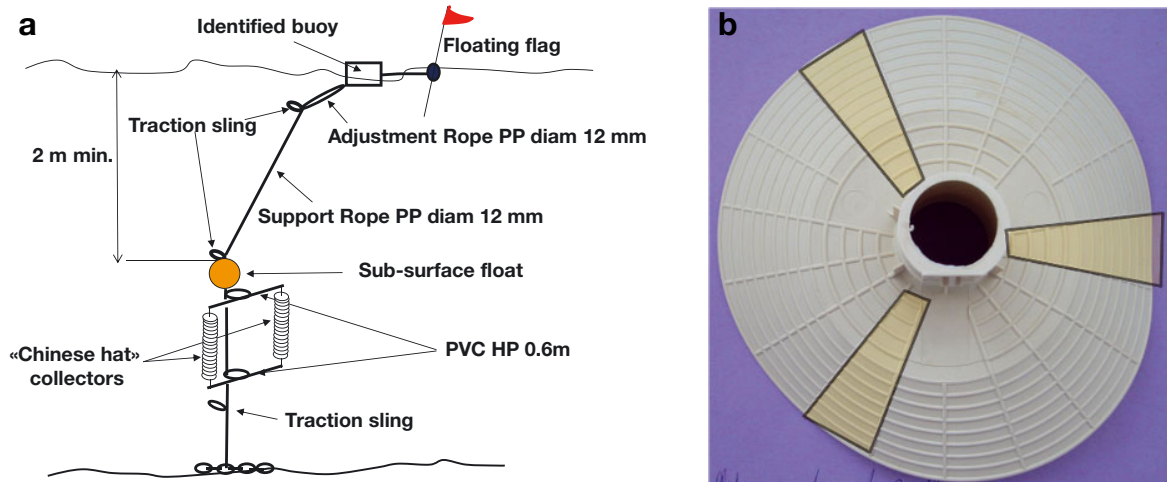 a
Identified buoy
Floating flag
Traction sling
Adjustment Rope PP diam 12 mm
2 m min.
Support Rope PP diam 12 mm
Sub-surface float
«Chinese hat»
collectors
PVC HP 0.6m
Traction sling
b